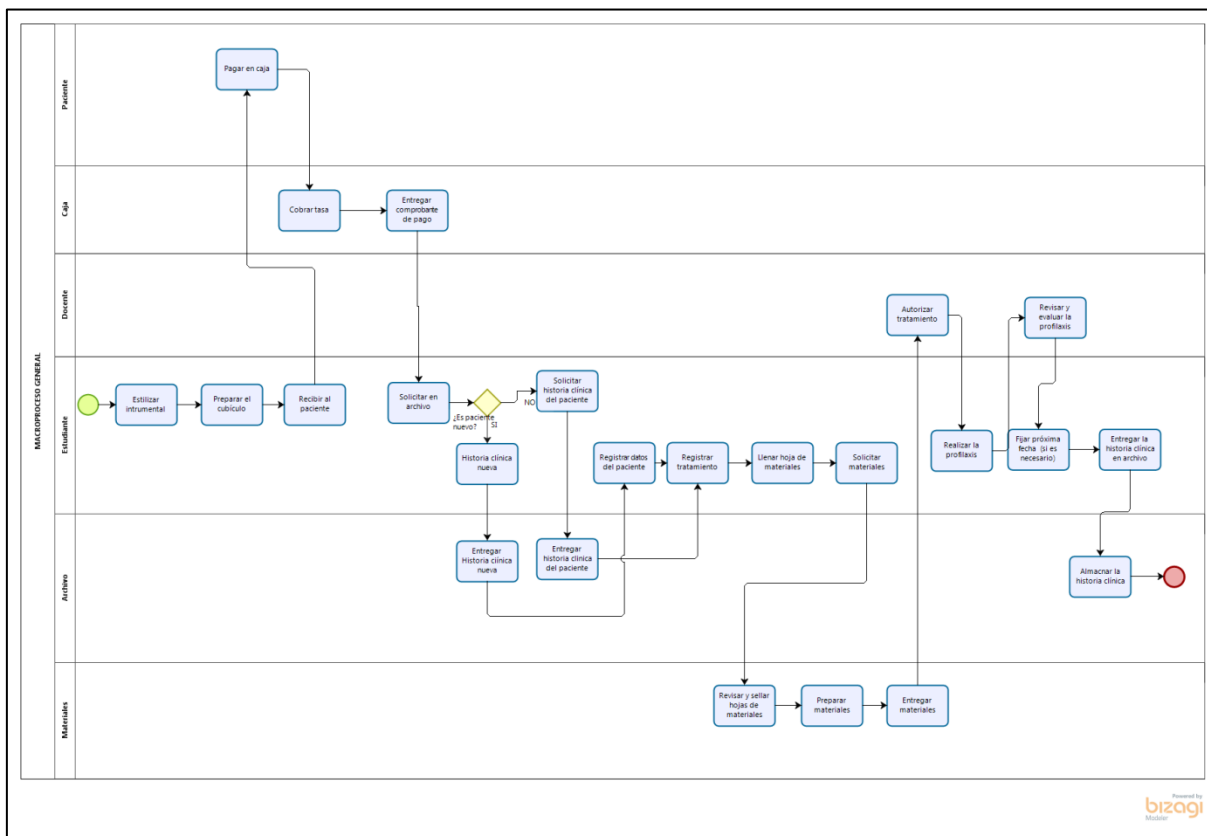 MACROPROCESO GENERAL
Paciente
Pagar en caja
Caja
Cobrar tasa
Entregar
comprobante
de pago
Docente
Autorizar
tratamiento
Revisar y
evaluar la
profilaxis
Estudiante
Estilizar
intrumental
Preparar el
cubículo
Recibir al
paciente
Solicitar en
archivo
¿Es paciente
nuevo?
NO
SI
Solicitar
historia clínica
del paciente
Historia clínica
nueva
Registrar datos
del paciente
Registrar
tratamiento
Llenar hoja de
materiales
Solicitar
materiales
Realizar la
profilaxis
Fijar próxima
fecha (si es
necesario)
Entregar la
historia clínica
en archivo
Archivo
Entregar
Historia clínica
nueva
Entregar
historia clínica
del paciente
Almacnar la
historia clínica
Materiales
Revisar y sellar
hojas de
materiales
Preparar
materiales
Entregar
materiales
Powered by
bizagi
Modeler